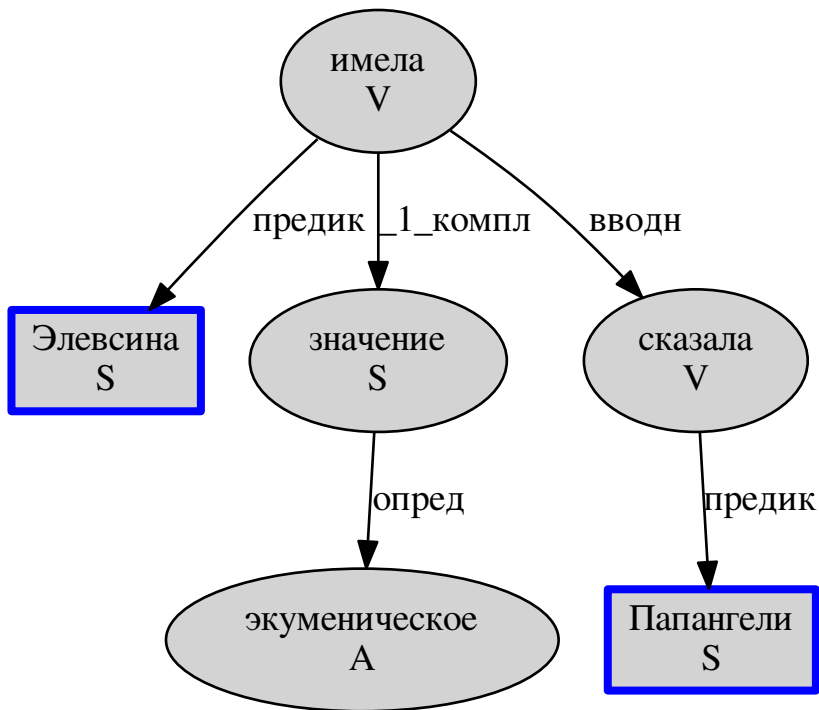 имела
V
предик
_1_компл
вводн
Элевсина
S
значение
S
сказала
V
опред
предик
экуменическое
A
Папангели
S